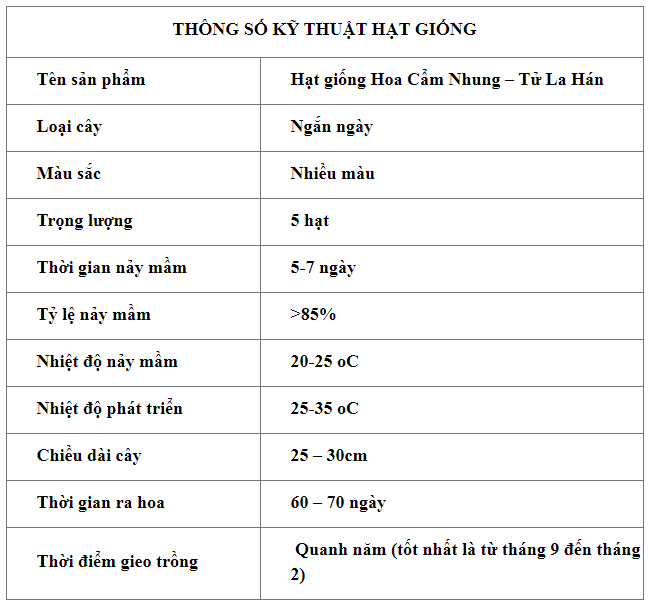 THÔNG SỐ KỸ THUẬT HẠT GIỐNG
Tên sản phẩm Hạt giống Hoa Cẩm Nhung – Tử La Hán
Loại cây Ngắn ngày
Màu sắc Nhiều màu
Trọng lượng 5 hạt
Thời gian nảy mầm 5-7 ngày
Tỷ lệ nảy mầm >85%
Nhiệt độ nảy mầm 20-25 oC
Nhiệt độ phát triển 25-35 oC
Chiều dài cây 25 – 30cm
Thời gian ra hoa 60 – 70 ngày
Thời điểm gieo trồng Quanh năm (tốt nhất là từ tháng 9 đến tháng
2)